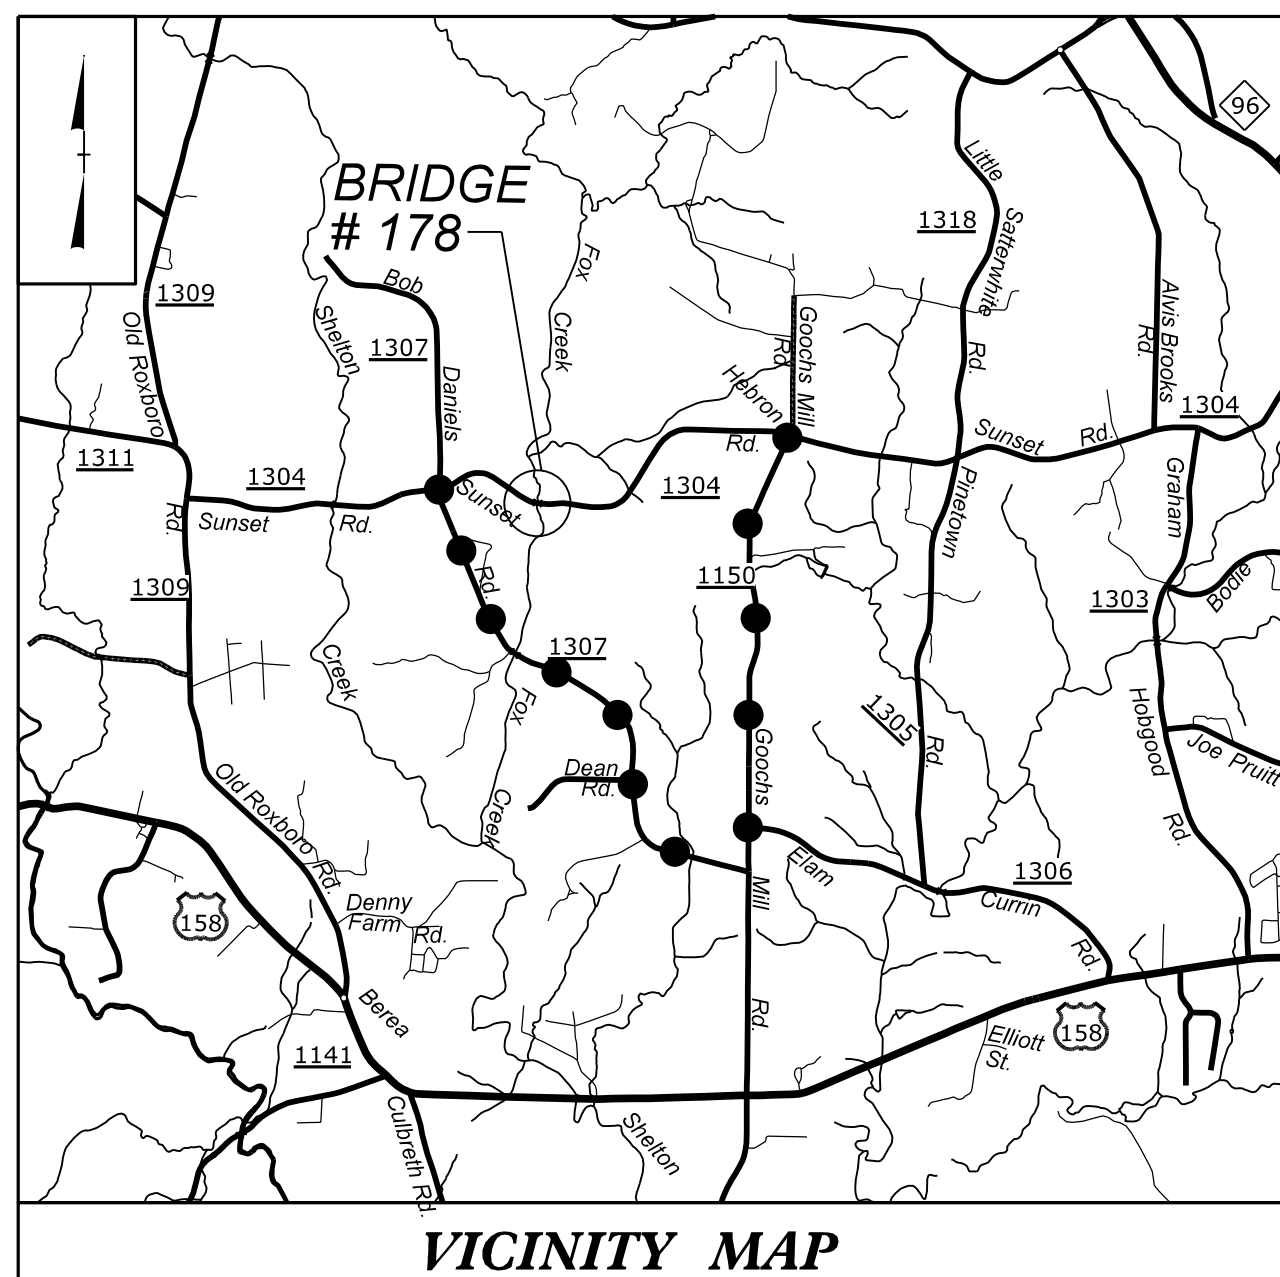 96
Little
BRIDGE
# 178
1318
Satterwhite
Rd.
Fox
Creek
Bob
Daniels
1309
Old Roxboro
Rd.
Shelton
1307
Goochs Mill
Rd
Alvis Brooks
Rd.
Hebron
Rd.
1304
1311
1304
Sunset
Rd.
Sunset
Rd.
1304
Sunset
Rd.
Pinetown
Rd.
Graham
1309
1150
1303
Bodie
1307
Creek
Fox
Creek
1305
Hobgood
Rd.
Joe Pruitt
Goochs
Mill
Rd.
Dean
Rd.
Old Roxboro Rd.
Elam
1306
Currin
Rd.
158
Denny
Farm
Rd.
Berea
1141
158
Elliott
St.
Culbreth Rd.
Shelton
VICINITY MAP